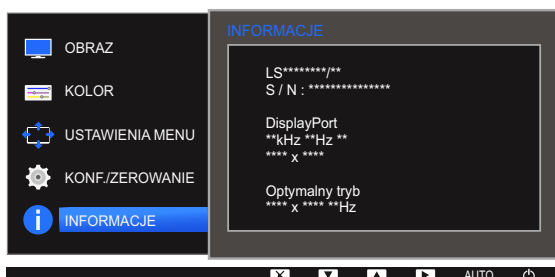 OBRAZ
KOLOR
USTAWIENIA MENU
KONF./ZEROWANIE
INFORMACJE
INFORMACJE
LS********/**
S / N : ***************
DisplayPort
**kHz **Hz **
**** x ****
Optymalny tryb
**** x **** **Hz
AUTO